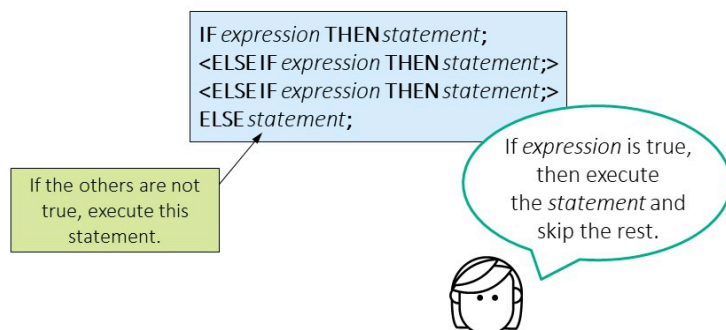 IF expression THEN statement;
<ELSE IF expression THEN statement;>
<ELSE IF expression THEN statement;>
ELSE statement;
If the others are not
true, execute this
statement.
If expression is true,
then execute
the statement and
skip the rest.